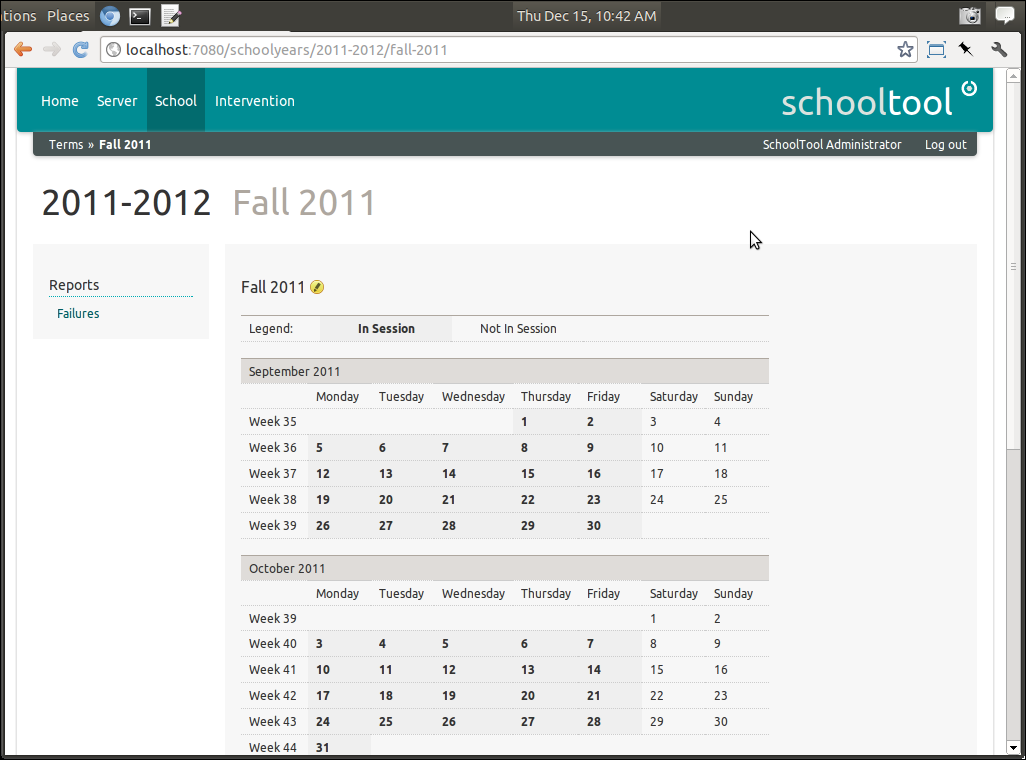 tions Places Thu Dec 15, 10:42 AM
localhost:7080/schoolyears/2011-2012/fall-2011
Home Server School Intervention schooltool
Terms » Fall 2011 SchoolTool Administrator Log out
2011-2012 Fall 2011
Reports
Failures
Fall 2011
Legend: In Session Not In Session
September 2011
Monday Tuesday Wednesday Thursday Friday Saturday Sunday
Week 35 1 2 3 4
Week 36 5 6 7 8 9 10 11
Week 37 12 13 14 15 16 17 18
Week 38 19 20 21 22 23 24 25
Week 39 26 27 28 29 30
October 2011
Monday Tuesday Wednesday Thursday Friday Saturday Sunday
Week 39 1 2
Week 40 3 4 5 6 7 8 9
Week 41 10 11 12 13 14 15 16
Week 42 17 18 19 20 21 22 23
Week 43 24 25 26 27 28 29 30
Week 44 31